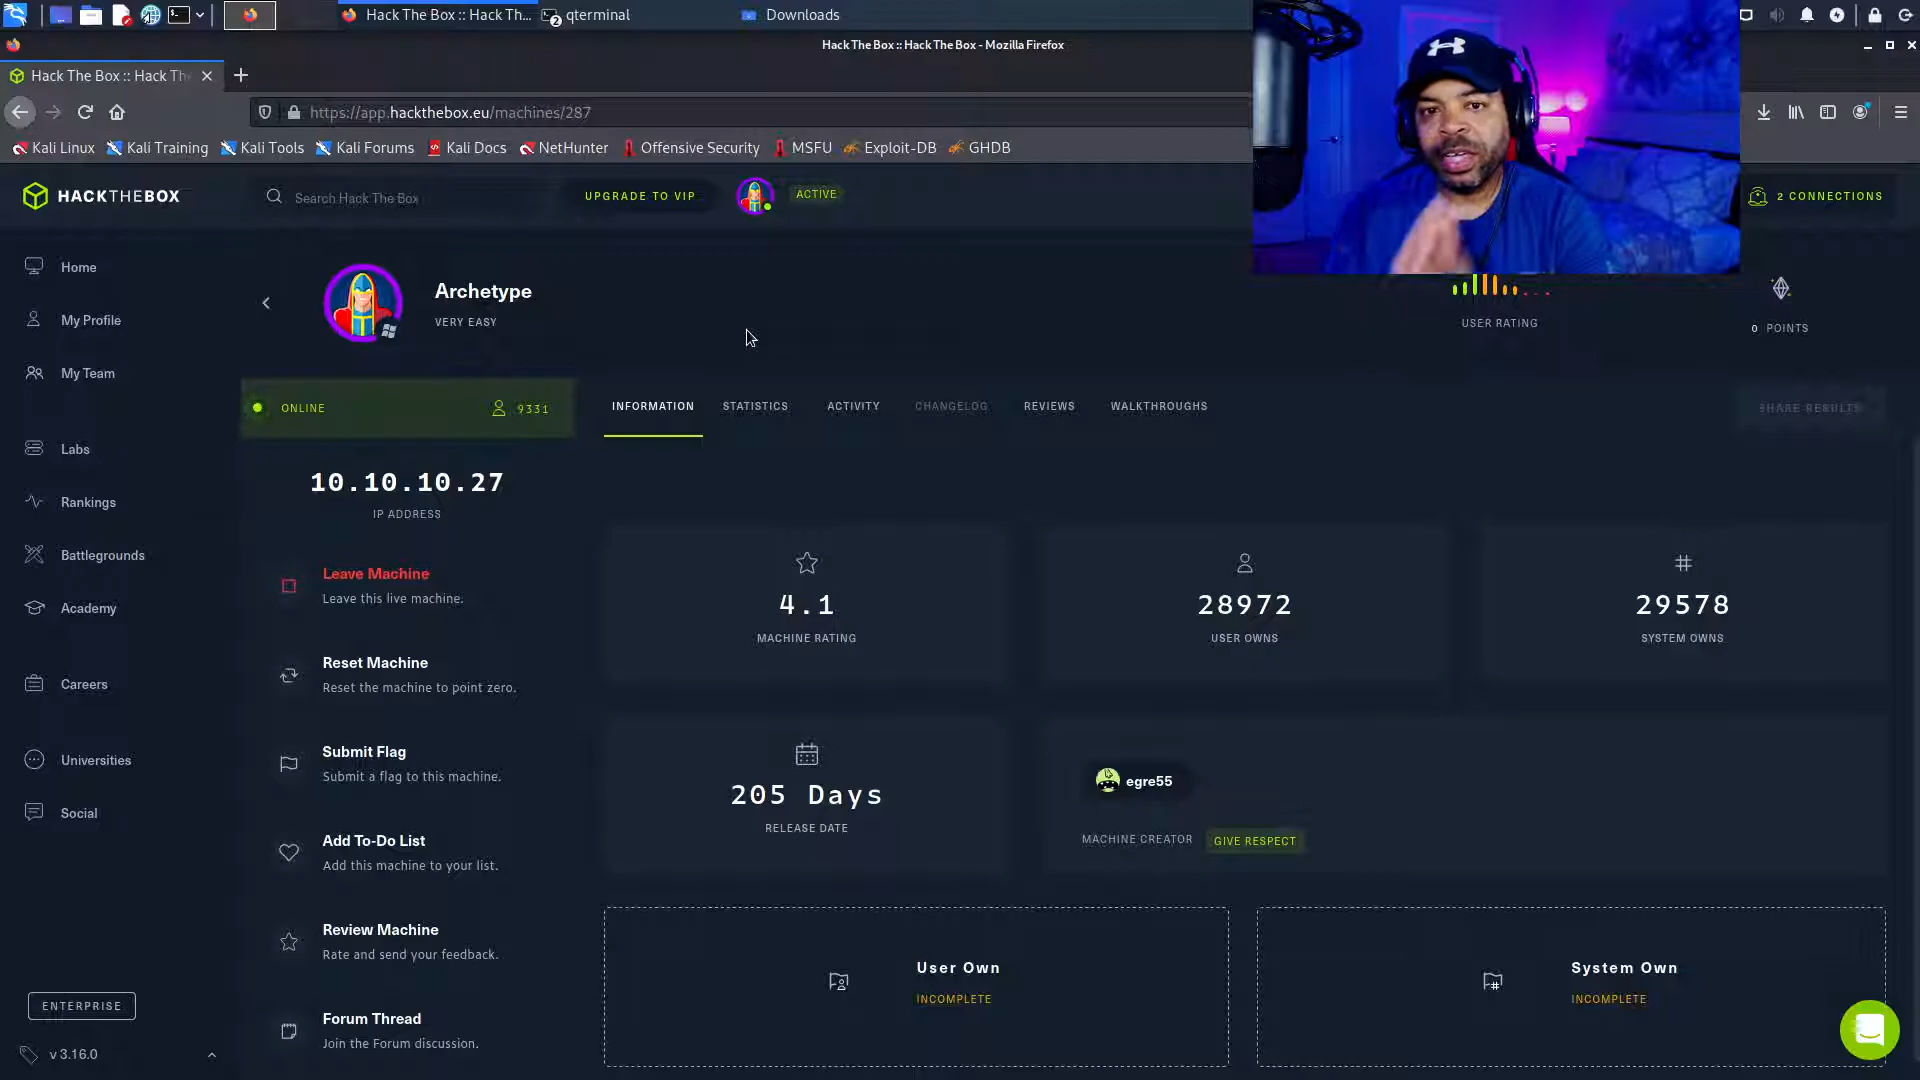 Hack The Box :: Hack Th...
2
qterminal
Downloads
Hack The Box :: Hack The Box - Mozilla Firefox
Hack The Box :: Hack The
https://app.hackthebox.eu/machines/287
Kali Linux
Kali Training
Kali Tools
Kali Forums
Kali Docs
NetHunter
Offensive Security
MSFU
Exploit-DB
GHDB
HACKTHEBOX
Search Hack The Box
UPGRADE TO VIP
ACTIVE
2 CONNECTIONS
Home
My Profile
My Team
Labs
Rankings
Battlegrounds
Academy
Careers
Universities
Social
ENTERPRISE
v 3.16.0
Archetype
VERY EASY
USER RATING
0 POINTS
ONLINE
9331
INFORMATION
STATISTICS
ACTIVITY
CHANGELOG
REVIEWS
WALKTHROUGHS
SHARE RESULTS
10.10.10.27
IP ADDRESS
Leave Machine
Leave this live machine.
Reset Machine
Reset the machine to point zero.
Submit Flag
Submit a flag to this machine.
Add To-Do List
Add this machine to your list.
Review Machine
Rate and send your feedback.
Forum Thread
Join the Forum discussion.
4.1
MACHINE RATING
28972
USER OWNS
29578
SYSTEM OWNS
205 Days
RELEASE DATE
egre55
MACHINE CREATOR
GIVE RESPECT
User Own
INCOMPLETE
System Own
INCOMPLETE